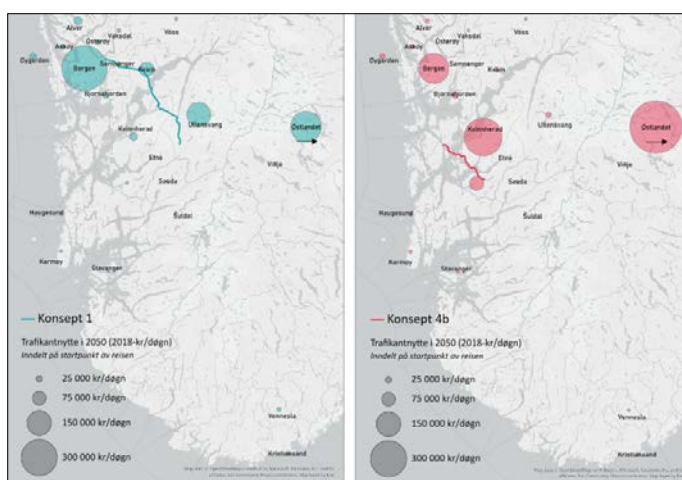 Alver
Voss
Vaksdal
Osterøy
Askøy
Øygarden
Samnanger
Bergen
Kvam
Bjørnafjorden
Ullensvang
Østlandet
Kvinnherad
Etne
Vinje
Sauda
Haugesund
Suldal
Karmøy
Stavanger
Konsept 1
Trafikantnytte i 2050 (2018-kr/døgn)
Inndelt på startpunkt av reisen
25 000 kr/døgn
75 000 kr/døgn
150 000 kr/døgn
300 000 kr/døgn
Vennesla
Kristiansand
Alver
Voss
Vaksdal
Osterøy
Askøy
Øygarden
Samnanger
Bergen
Kvam
Bjørnafjorden
Ullensvang
Østlandet
Kvinnherad
Etne
Vinje
Sauda
Haugesund
Suldal
Karmøy
Stavanger
Konsept 4b
Trafikantnytte i 2050 (2018-kr/døgn)
Inndelt på startpunkt av reisen
25 000 kr/døgn
75 000 kr/døgn
150 000 kr/døgn
300 000 kr/døgn
Vennesla
Kristiansand